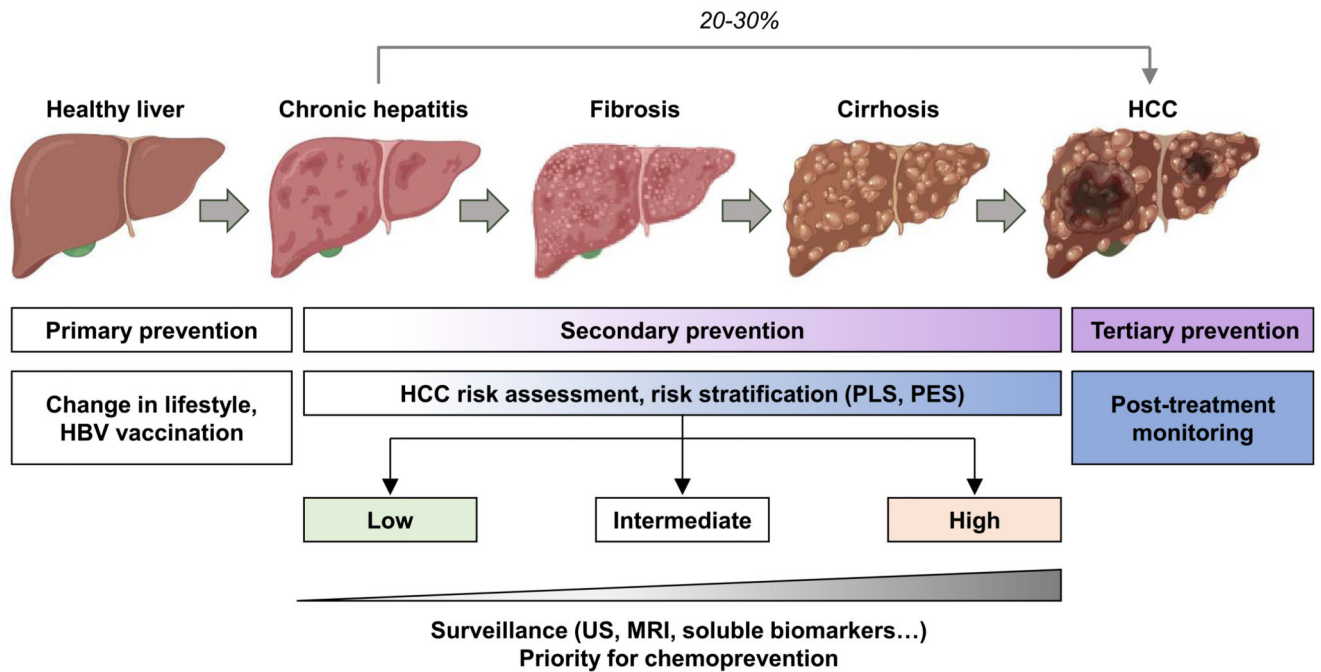 20-30%
Healthy liver
Chronic hepatitis
Fibrosis
Cirrhosis
HCC
Primary prevention
Secondary prevention
Tertiary prevention
Change in lifestyle,
HBV vaccination
HCC risk assessment, risk stratification (PLS, PES)
Post-treatment
monitoring
Low
Intermediate
High
Surveillance (US, MRI, soluble biomarkers…)
Priority for chemoprevention